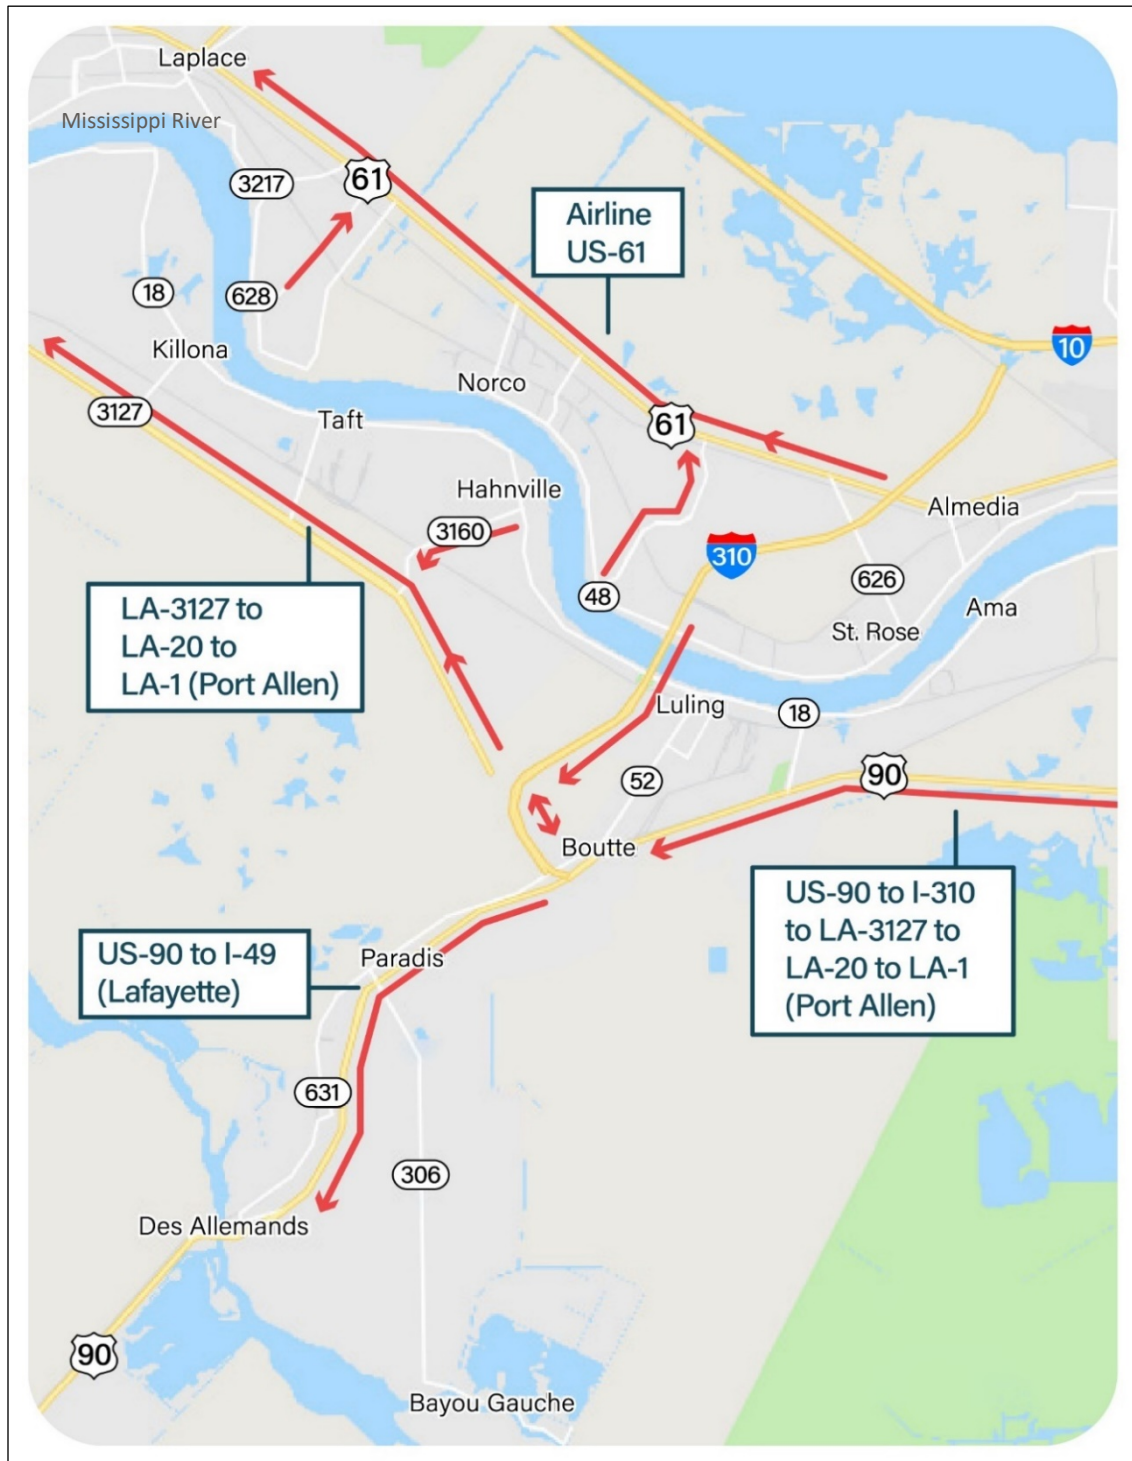 Laplace
Mississippi River
3217
61
Airline
US-61
18
628
Killona
10
3127
Taft
Norco
61
Hahnville
3160
Almedia
310
48
626
Ama
LA-3127 to
LA-20 to
LA-1 (Port Allen)
St. Rose
Luling
18
52
90
Boutte
US-90 to I-310
to LA-3127 to
LA-20 to LA-1
(Port Allen)
US-90 to I-49
(Lafayette)
Paradis
631
306
Des Allemands
90
Bayou Gauche